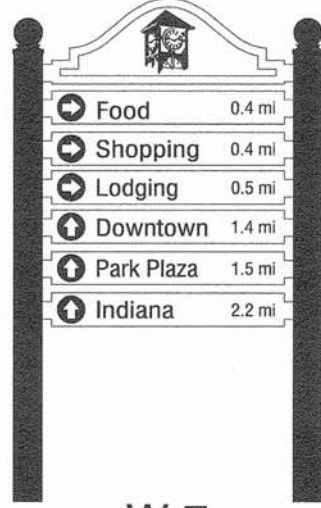 Food 0.4 mi
Shopping 0.4 mi
Lodging 0.5 mi
Downtown 1.4 mi
Park Plaza 1.5 mi
Indiana 2.2 mi